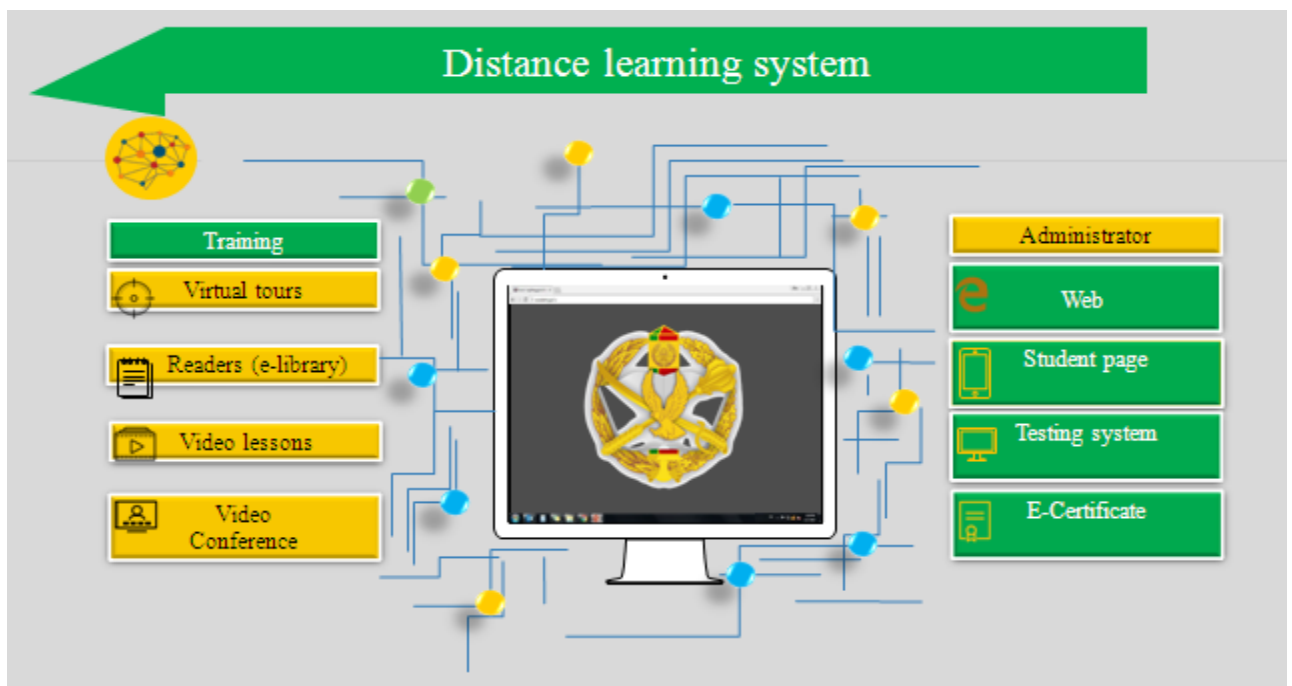 Distance learning system
Training
Virtual tours
Readers (e-library)
Video lessons
Video
Conference
Administrator
Web
Student page
Testing system
E-Certificate